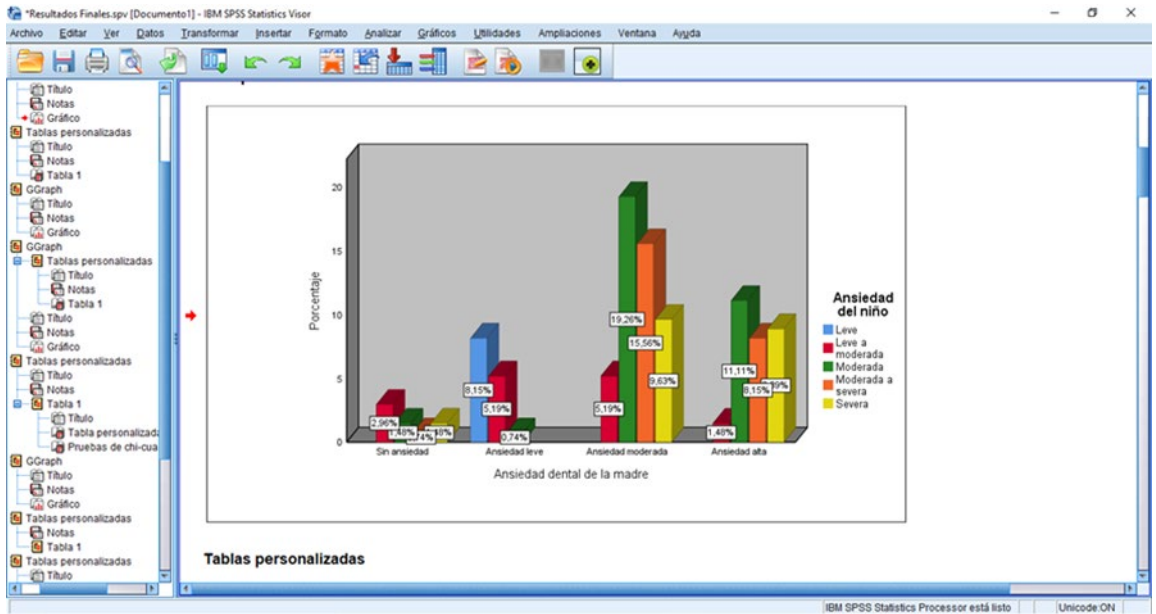 *Resultados Finales.spv [Documento1] - IBM SPSS Statistics Visor
Archivo Editar Ver Datos Transformar Insertar Formato Analizar Gráficos Utilidades Ampliaciones Ventana Ayuda
Título
Notas
Gráfico
Tablas personalizadas
Título
Notas
Tabla 1
GGraph
Título
Notas
Gráfico
GGraph
Tablas personalizadas
Título
Notas
Tabla 1
Título
Notas
Gráfico
Tablas personalizadas
Título
Notas
Tabla 1
Título
Tabla personalizada
Pruebas de chi-cua
GGraph
Título
Notas
Gráfico
Tablas personalizadas
Notas
Tabla 1
Tablas personalizadas
Título
Porcentaje
20
15
10
5
0
2,96%
1,48%
8,15%
5,19%
0,74%
5,19%
19,26%
15,56%
9,63%
1,48%
11,11%
8,15%
Sin ansiedad
Ansiedad leve
Ansiedad moderada
Ansiedad alta
Ansiedad dental de la madre
Ansiedad
del niño
Leve
Leve a
moderada
Moderada
Moderada a
severa
Severa
Tablas personalizadas
IBM SPSS Statistics Processor está listo
Unicode:ON